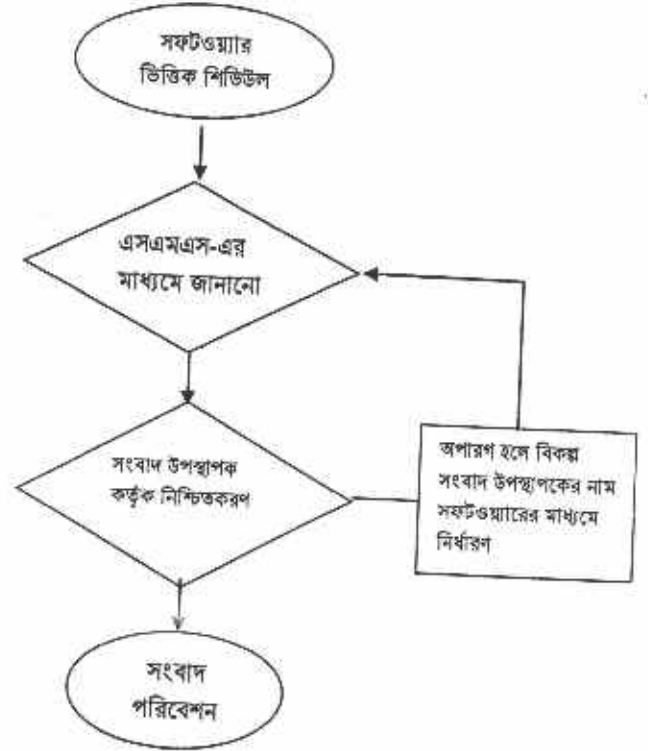 সফটওয়্যার
ভিত্তিক শিডিউল
এসএমএস-এর
মাধ্যমে জানানো
সংবাদ উপস্থাপক
কর্তৃক নিশ্চিতকরণ
অপারগ হলে বিকল্প
সংবাদ উপস্থাপকের নাম
সফটওয়্যারের মাধ্যমে
নির্ধারণ
সংবাদ
পরিবেশন